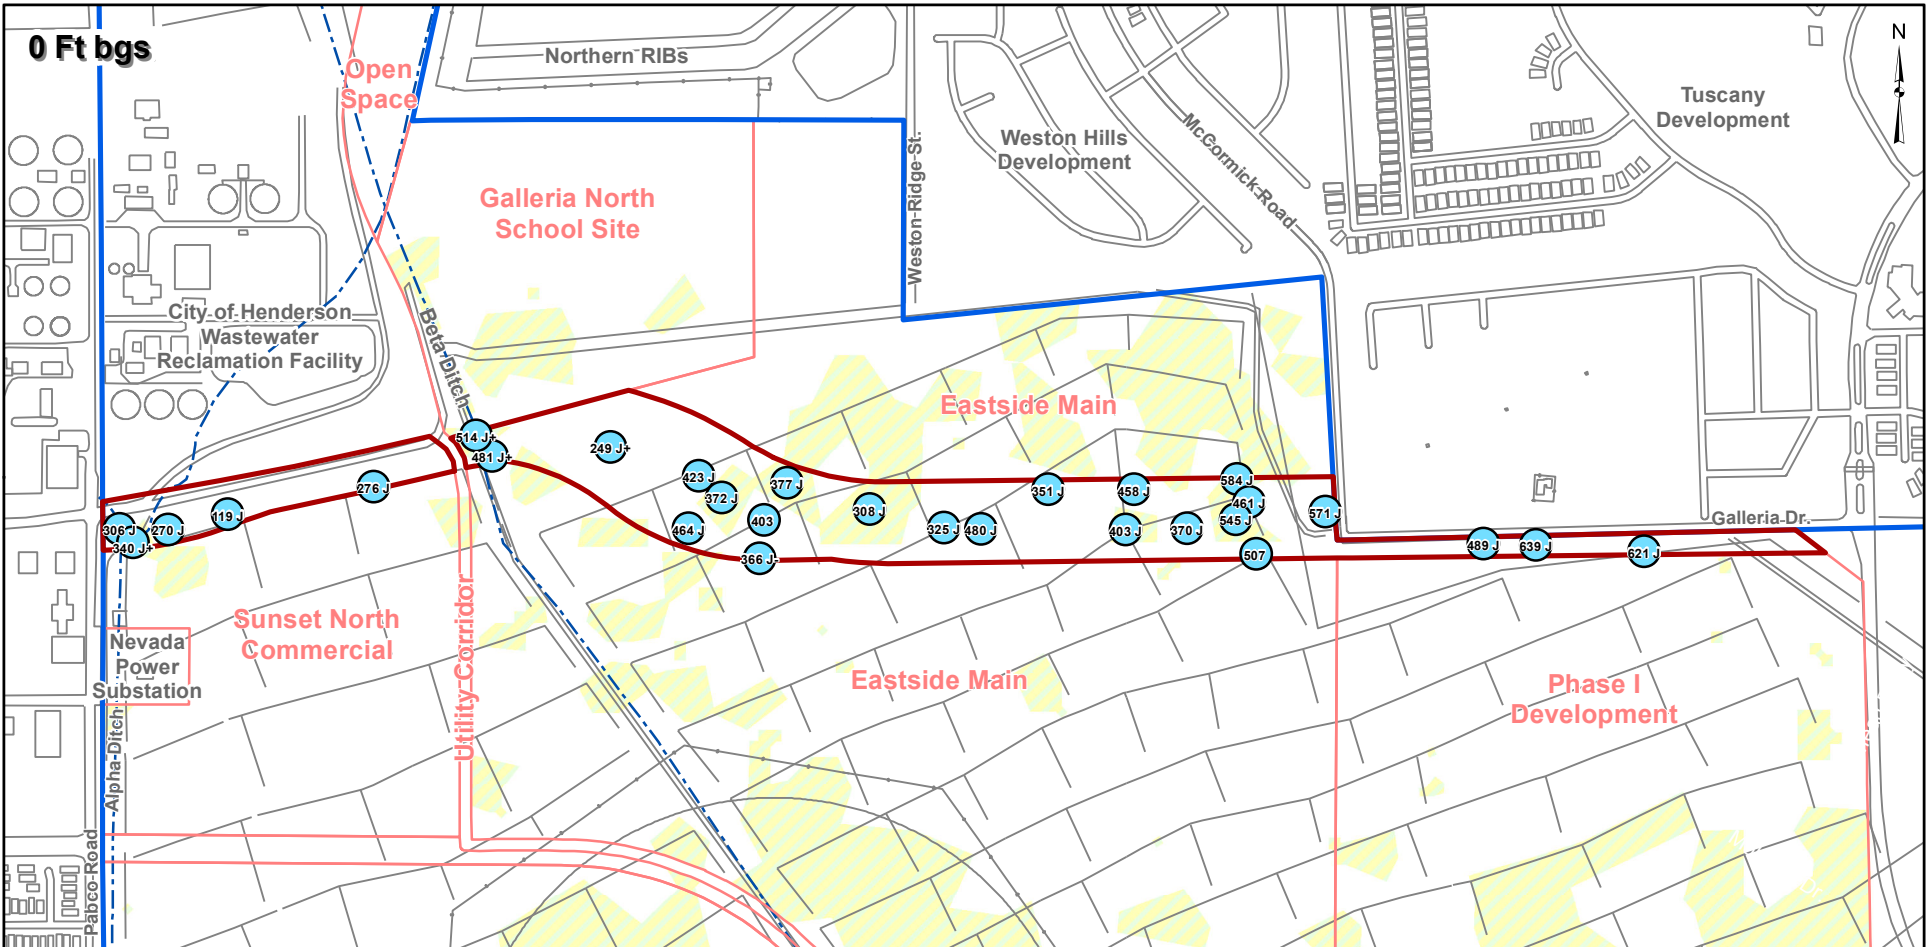 0 Ft bgs
N
Open
Space
Northern RIBs
Tuscany
Development
Weston Hills
Development
McCormick Road
Weston Ridge St.
Galleria North
School Site
City of Henderson
Wastewater
Reclamation Facility
Beta Ditch
Eastside Main
514 J+
481 J+
249 J+
423 J
372 J
377 J
464 J
403
366 J-
308 J
325 J
480 J
351 J
458 J
403 J
370 J
584 J
461 J
545 J
507
571 J
489 J
639 J
621 J
Galleria Dr.
276 J
119 J
270 J
306 J
340 J+
Sunset North
Commercial
Utility Corridor
Nevada
Power
Substation
Alpha Ditch
Pabco Road
Eastside Main
Phase I
Development